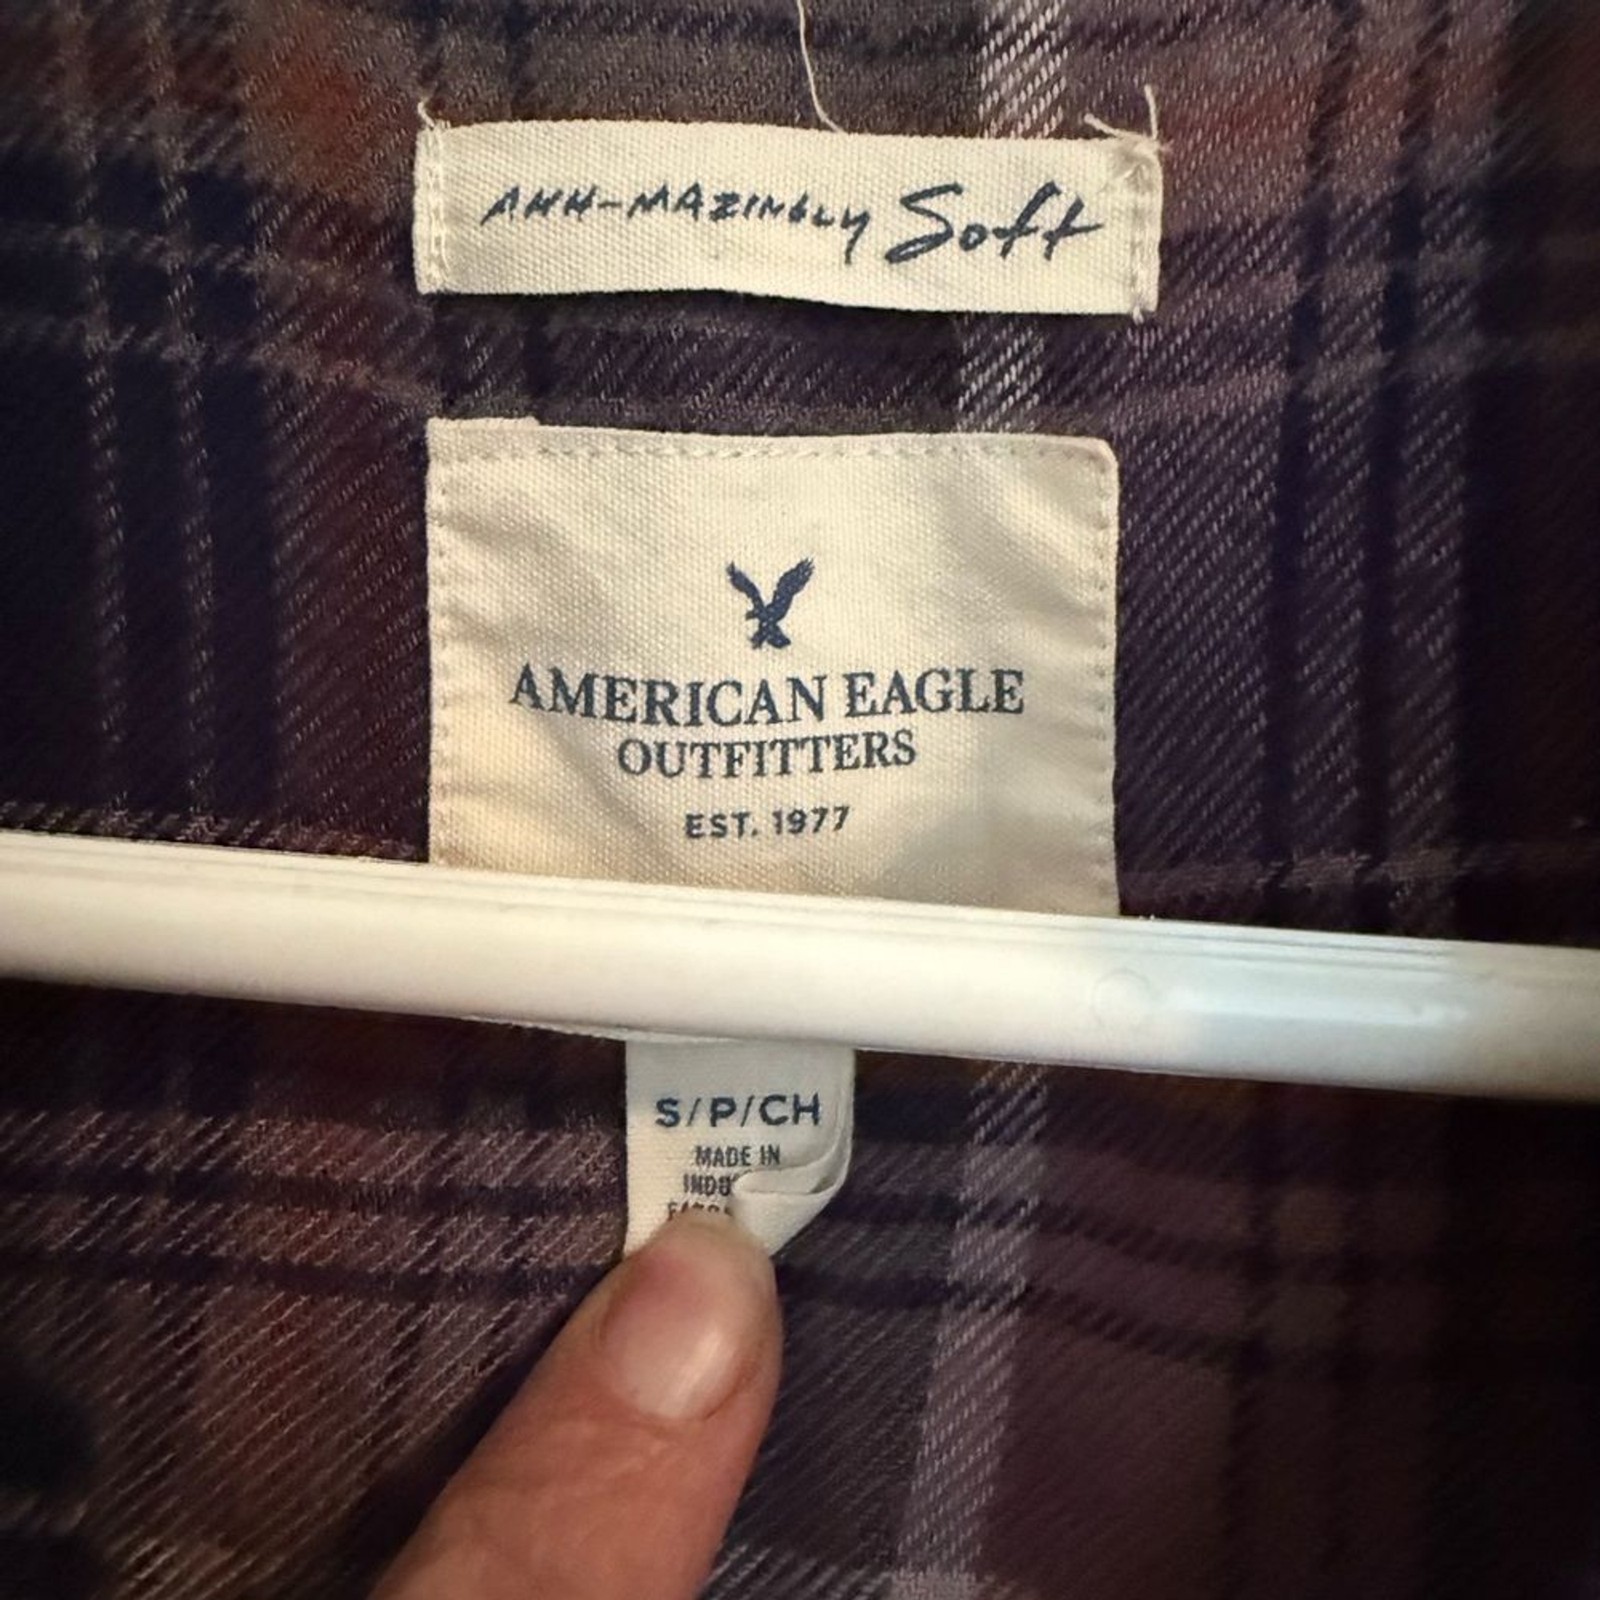 AHH-MAZINGLY Soft
AMERICAN EAGLE
OUTFITTERS
EST. 1977
S/P/CH
MADE IN